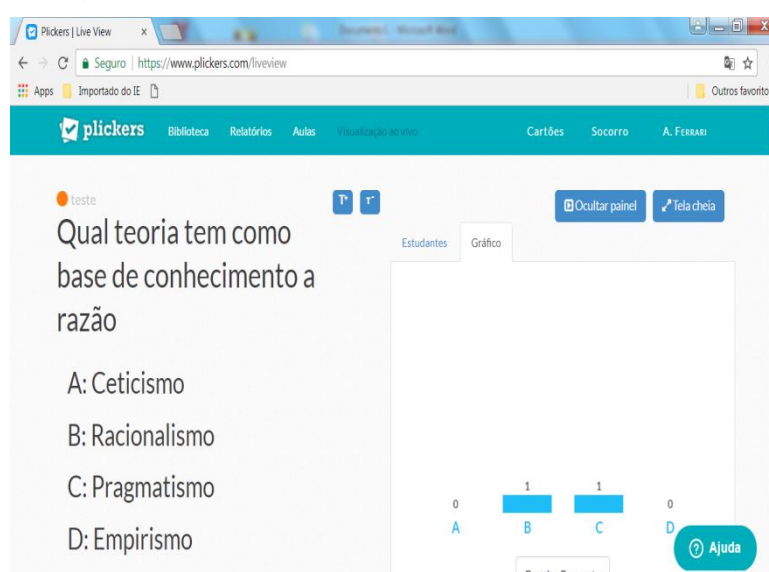 Plickers | Live View
Seguro | https://www.plickers.com/liveview
Apps Importado do IE Outros favorito
plickers Biblioteca Relatórios Aulas Visualização ao vivo Cartões Socorro A. Ferrari
teste
Ocultar painel Tela cheia
Qual teoria tem como
base de conhecimento a
razão
Estudantes Gráfico
A: Ceticismo
B: Racionalismo
C: Pragmatismo
D: Empirismo
0 1 1 0
A B C D
Ajuda